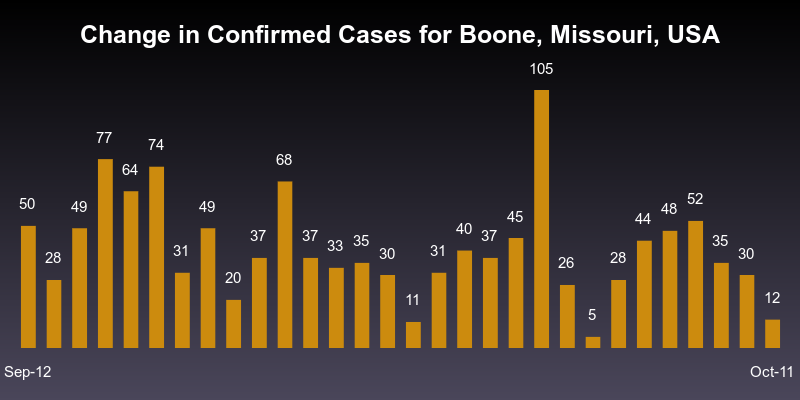 Change in Confirmed Cases for Boone, Missouri, USA
50 28 49 77 64 74 31 49 20 37 68 37 33 35 30 11 31 40 37 45 105 26 5 28 44 48 52 35 30 12
Sep-12 Oct-11